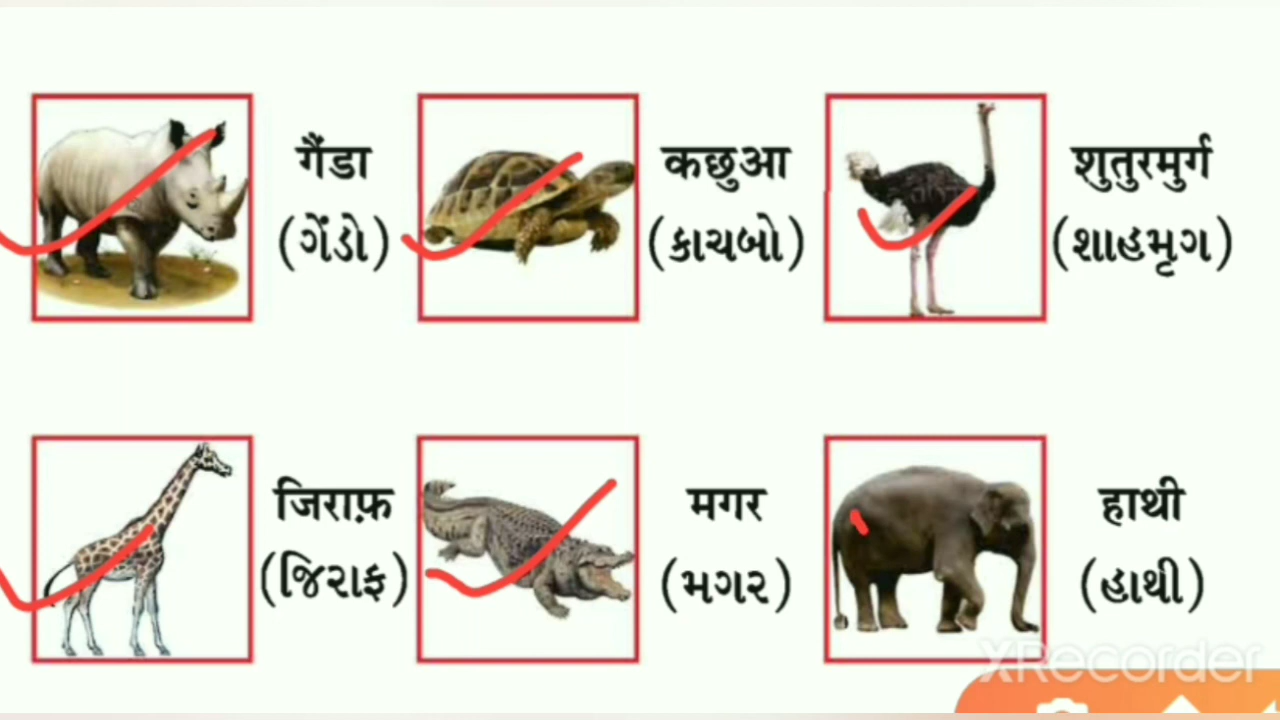 गैंडा
(ગેંડો)
कछुआ
(કાચબો)
शुतुरमुर्ग
(શાહમૃગ)
जिराफ़
(જિરાફ)
मगर
(મગર)
हाथी
(હાથી)
XRecorder